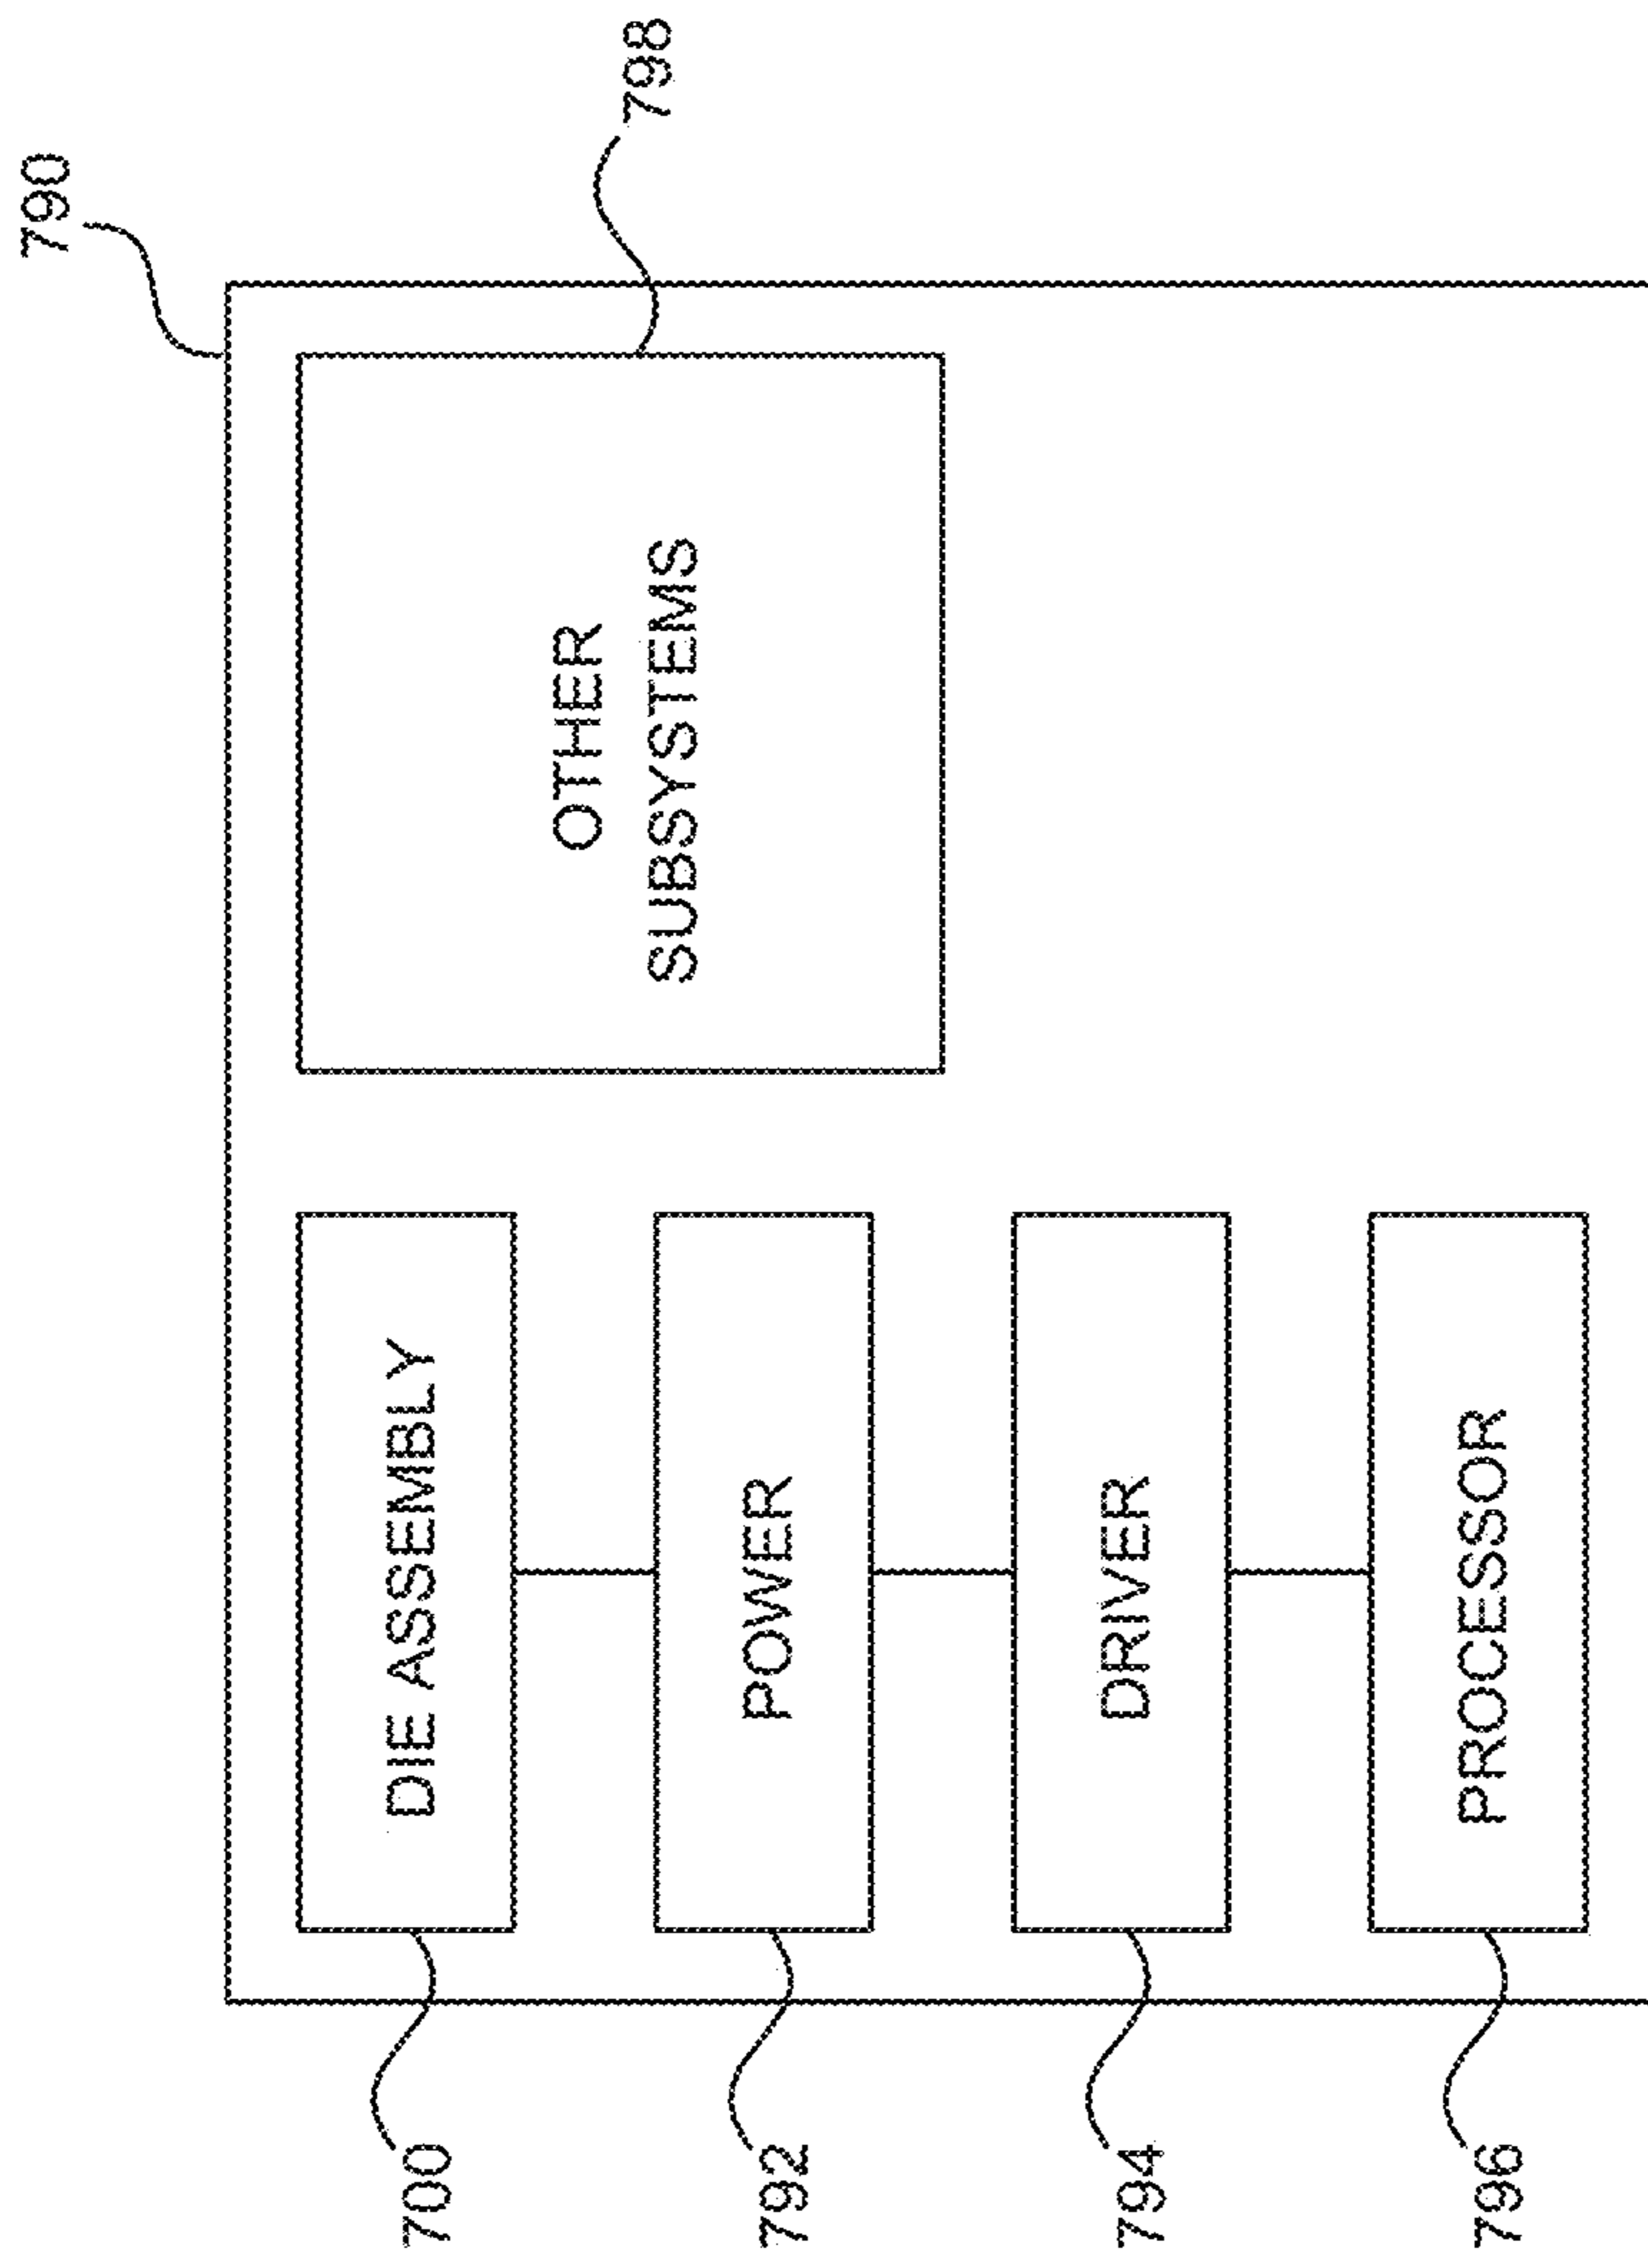 790
798
OTHER
SUBSYSTEMS
DIE ASSEMBLY
700
POWER
792
DRIVER
794
PROCESSOR
796